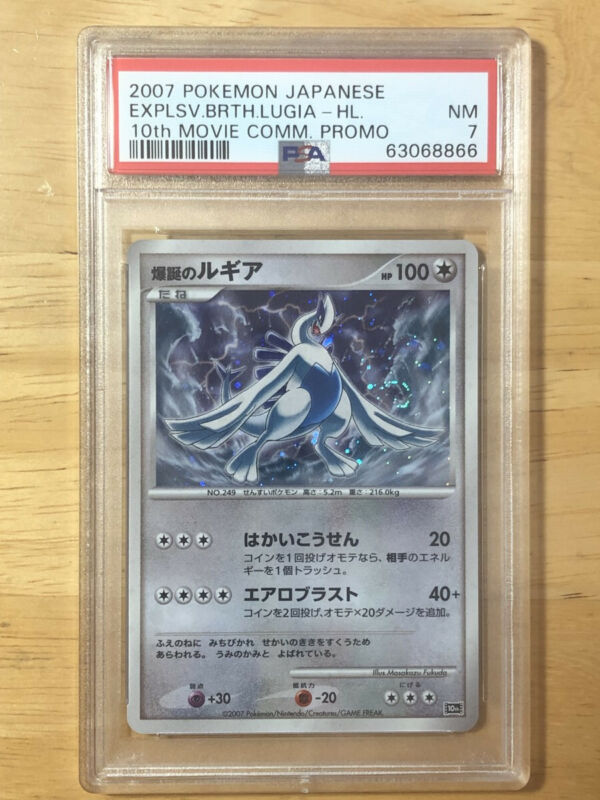 2007 POKEMON JAPANESE
EXPLSV.BRTH.LUGIA - HL. NM
10th MOVIE COMM. PROMO 7
PSA 63068866
爆誕のルギア HP 100
たね
NO.249 せんすいポケモン 高さ:5.2m 重さ:216.0kg
はかいこうせん 20
コインを1回投げオモテなら、相手のエネル
ギーを1個トラッシュ。
エアロブラスト 40+
コインを2回投げ、オモテ×20ダメージを追加。
ふえのねに みちびかれ せかいのききをすくうため
あらわれる。 うみのかみと よばれている。
Illus. Masakazu Fukuda
弱点 抵抗力 にげる
+30 -20
©2007 Pokémon/Nintendo/Creatures/GAME FREAK. 10th